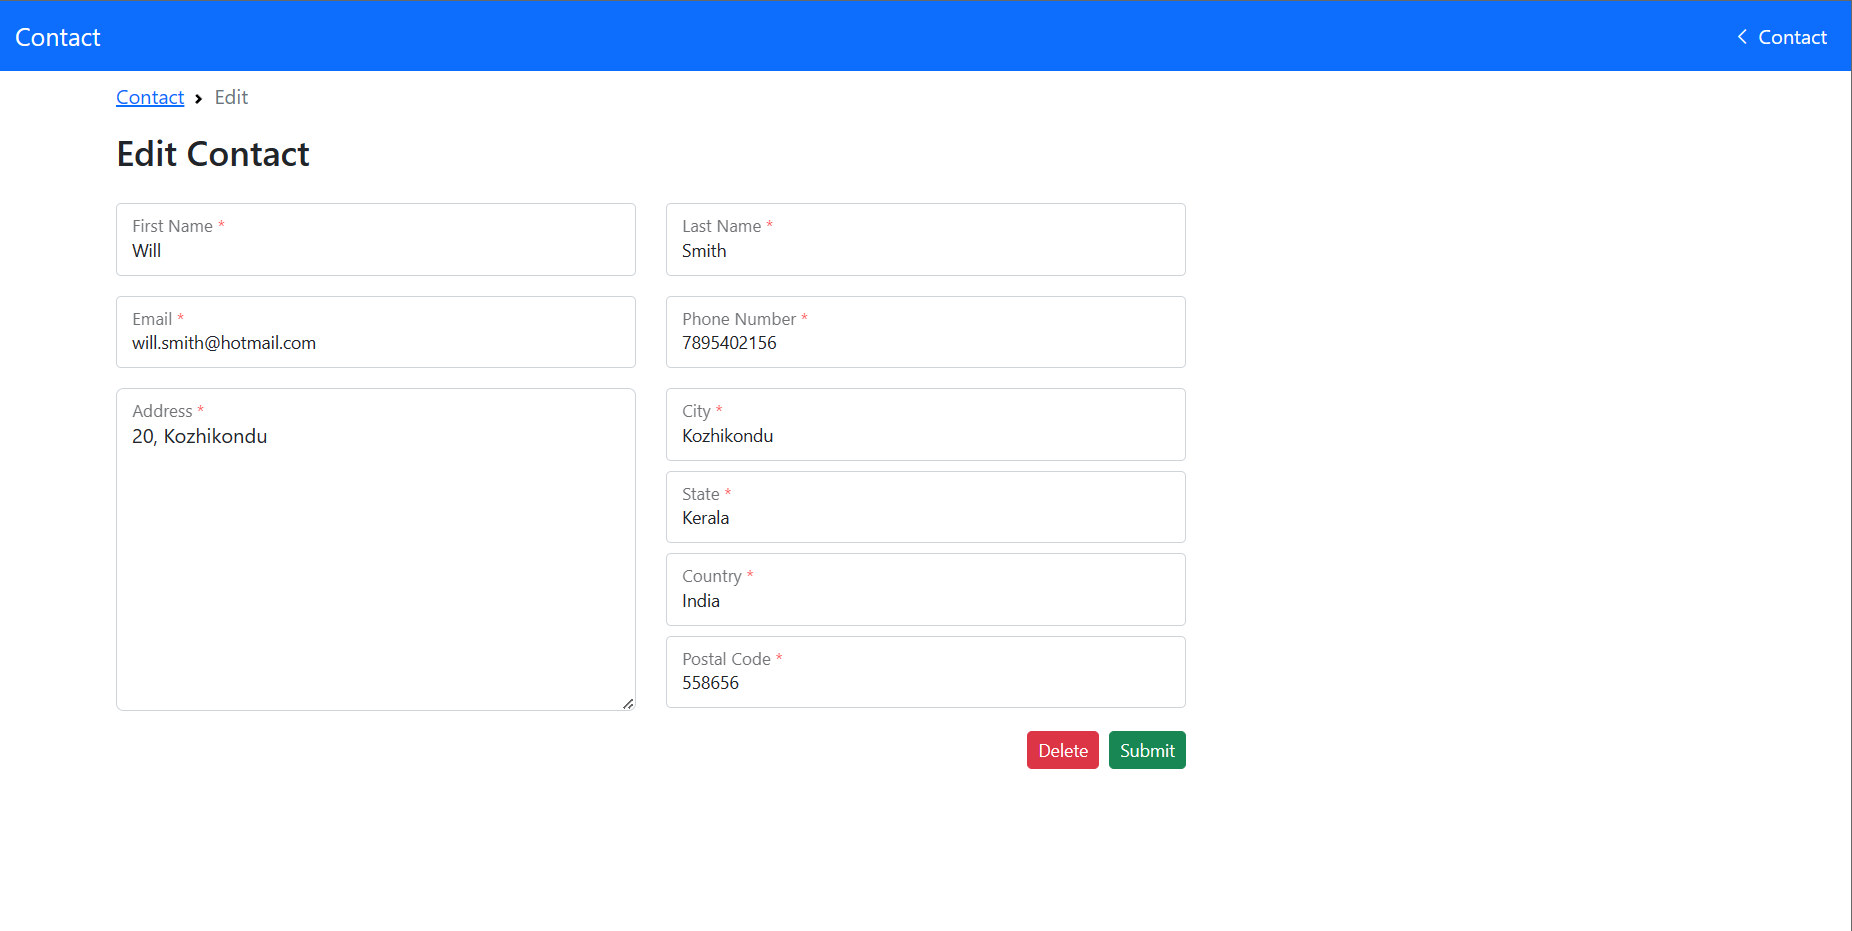 Contact
Contact
Contact Edit
Edit Contact
First Name *
Will
Last Name *
Smith
Email *
will.smith@hotmail.com
Phone Number *
7895402156
Address *
20, Kozhikondu
City *
Kozhikondu
State *
Kerala
Country *
India
Postal Code *
558656
Delete
Submit